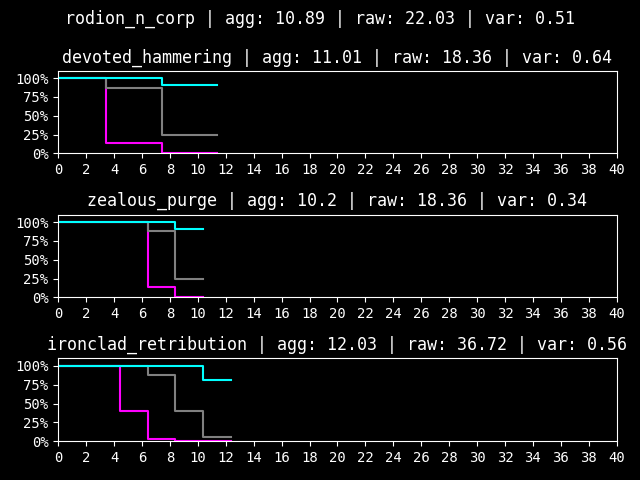 rodion_n_corp | agg: 10.89 | raw: 22.03 | var: 0.51
devoted_hammering | agg: 11.01 | raw: 18.36 | var: 0.64
100%
75%
50%
25%
0%
0 2 4 6 8 10 12 14 16 18 20 22 24 26 28 30 32 34 36 38 40
zealous_purge | agg: 10.2 | raw: 18.36 | var: 0.34
100%
75%
50%
25%
0%
0 2 4 6 8 10 12 14 16 18 20 22 24 26 28 30 32 34 36 38 40
ironclad_retribution | agg: 12.03 | raw: 36.72 | var: 0.56
100%
75%
50%
25%
0%
0 2 4 6 8 10 12 14 16 18 20 22 24 26 28 30 32 34 36 38 40